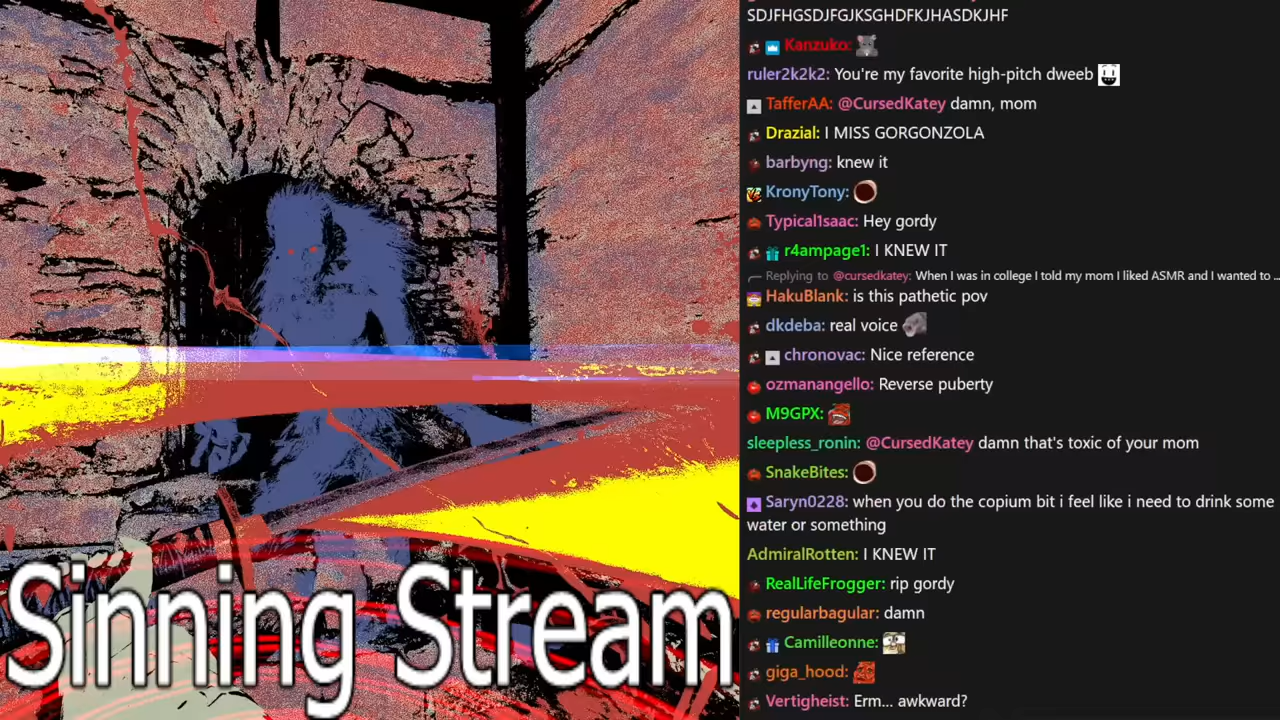 SDJFHGSDJFGJKSGHDFKJHASDKJHF
Kanzuko:
ruler2k2k2: You're my favorite high-pitch dweeb
TafferAA: @CursedKatey damn, mom
Drazial: I MISS GORGONZOLA
barbyng: knew it
KronyTony:
Typical1saac: Hey gordy
r4ampage1: I KNEW IT
Replying to @cursedkatey: When I was in college I told my mom I liked ASMR and I wanted to ...
HakuBlank: is this pathetic pov
dkdeba: real voice
chronovac: Nice reference
ozmanangello: Reverse puberty
M9GPX:
sleepless_ronin: @CursedKatey damn that's toxic of your mom
SnakeBites:
Saryn0228: when you do the copium bit i feel like i need to drink some
water or something
AdmiralRotten: I KNEW IT
RealLifeFrogger: rip gordy
regularbagular: damn
Camilleonne:
giga_hood:
Vertigheist: Erm... awkward?
Sinning Stream